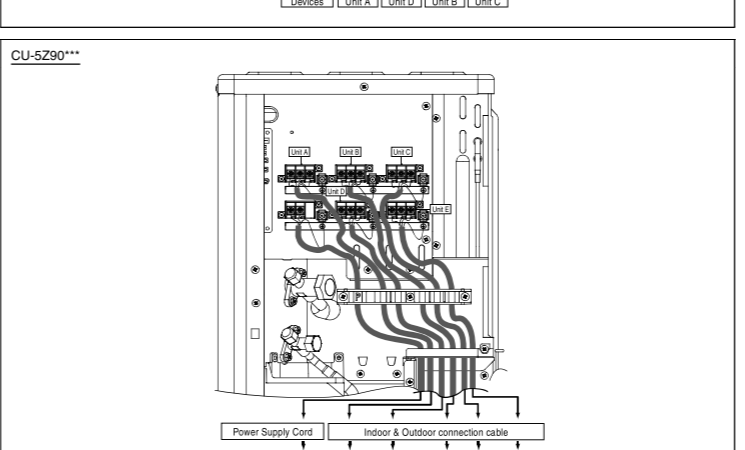 Devices Unit A Unit D Unit B Unit C
CU-5Z90***
Unit A Unit B Unit C
Unit D
Unit E
Power Supply Cord Indoor & Outdoor connection cable